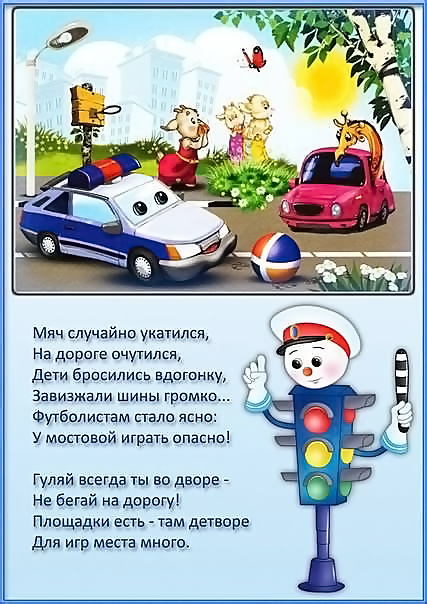 Мяч случайно укатился,
На дороге очутился,
Дети бросились вдогонку,
Завизжали шины громко...
Футболистам стало ясно:
У мостовой играть опасно!
Гуляй всегда ты во дворе -
Не бегай на дорогу!
Площадки есть - там детворе
Для игр места много.